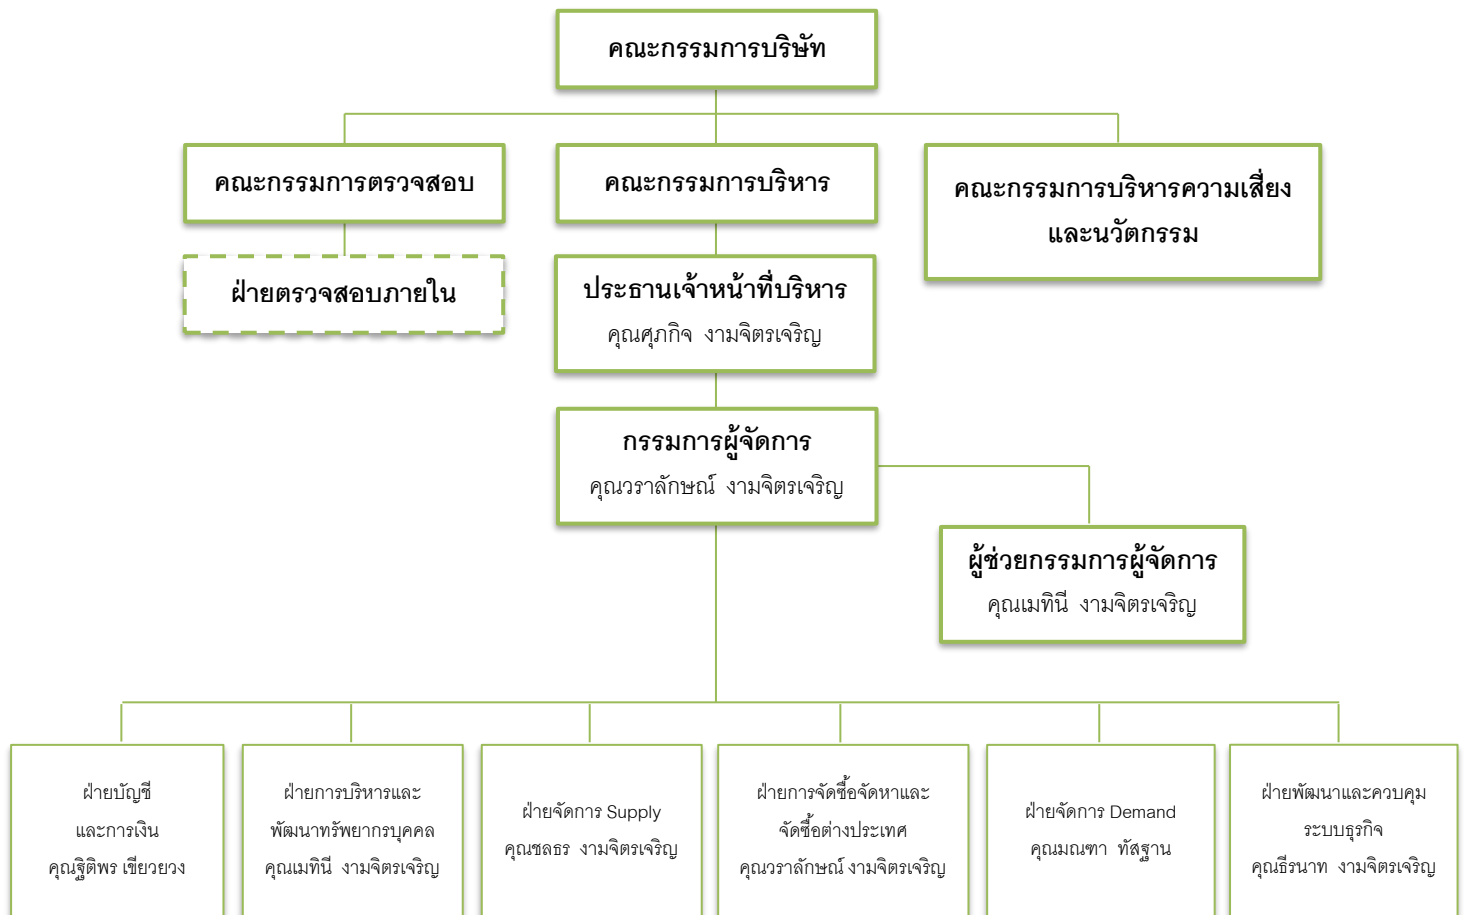 คณะกรรมการบริษัท
คณะกรรมการตรวจสอบ
คณะกรรมการบริหาร
คณะกรรมการบริหารความเสี่ยง
และนวัตกรรม
ฝ่ายตรวจสอบภายใน
ประธานเจ้าหน้าที่บริหาร
คุณศุภกิจ งามจิตรเจริญ
กรรมการผู้จัดการ
คุณวราลักษณ์ งามจิตรเจริญ
ผู้ช่วยกรรมการผู้จัดการ
คุณเมทินี งามจิตรเจริญ
ฝ่ายบัญชี
และการเงิน
คุณฐิติพร เขียวยวง
ฝ่ายการบริหารและ
พัฒนาทรัพยากรบุคคล
คุณเมทินี งามจิตรเจริญ
ฝ่ายจัดการ Supply
คุณชลธร งามจิตรเจริญ
ฝ่ายการจัดซื้อจัดหาและ
จัดซื้อต่างประเทศ
คุณวราลักษณ์ งามจิตรเจริญ
ฝ่ายจัดการ Demand
คุณมณฑา ทัสฐาน
ฝ่ายพัฒนาและควบคุม
ระบบธุรกิจ
คุณธีรนาท งามจิตรเจริญ